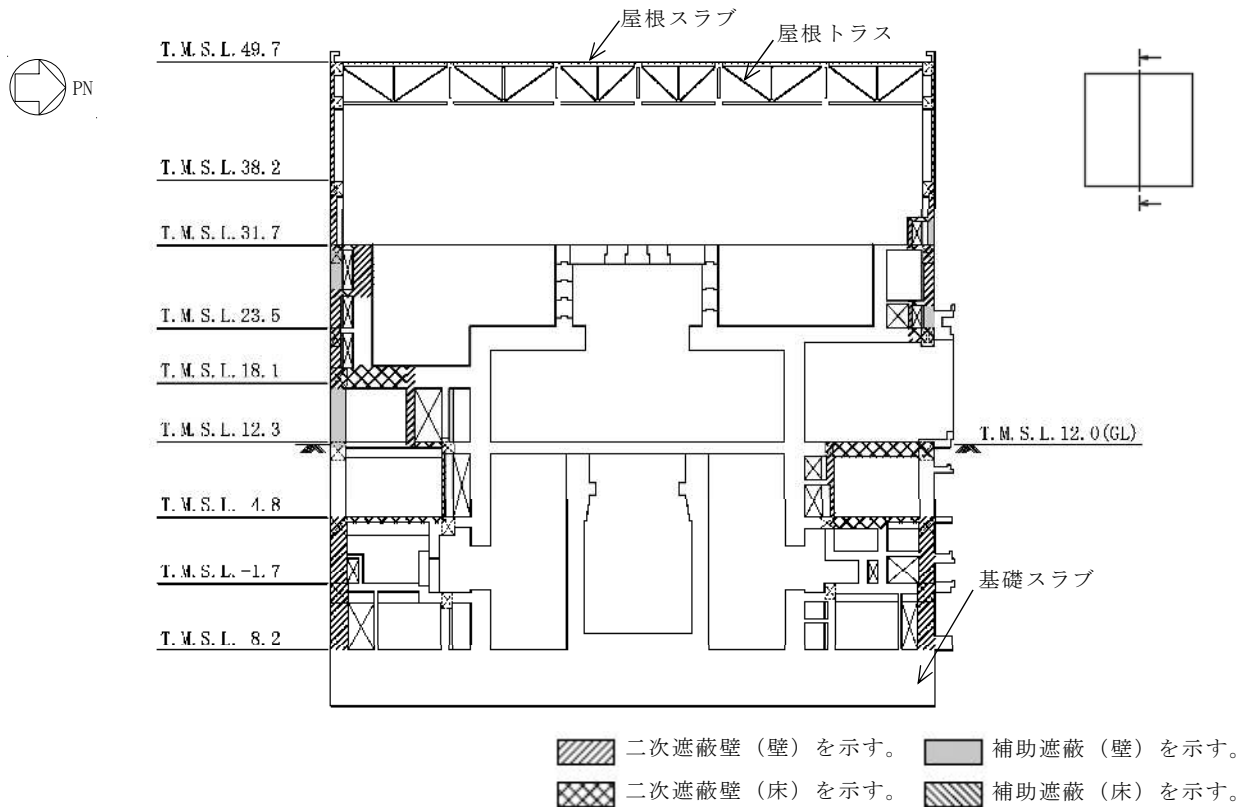 屋根スラブ
屋根トラス
T.M.S.L.49.7
PN
T.M.S.L.38.2
T.M.S.L.31.7
T.M.S.L.23.5
T.M.S.L.18.1
T.M.S.L.12.3
T.M.S.L.12.0(GL)
T.M.S.L. 4.8
T.M.S.L.-1.7
基礎スラブ
T.M.S.L. 8.2
二次遮蔽壁（壁）を示す。
補助遮蔽（壁）を示す。
二次遮蔽壁（床）を示す。
補助遮蔽（床）を示す。